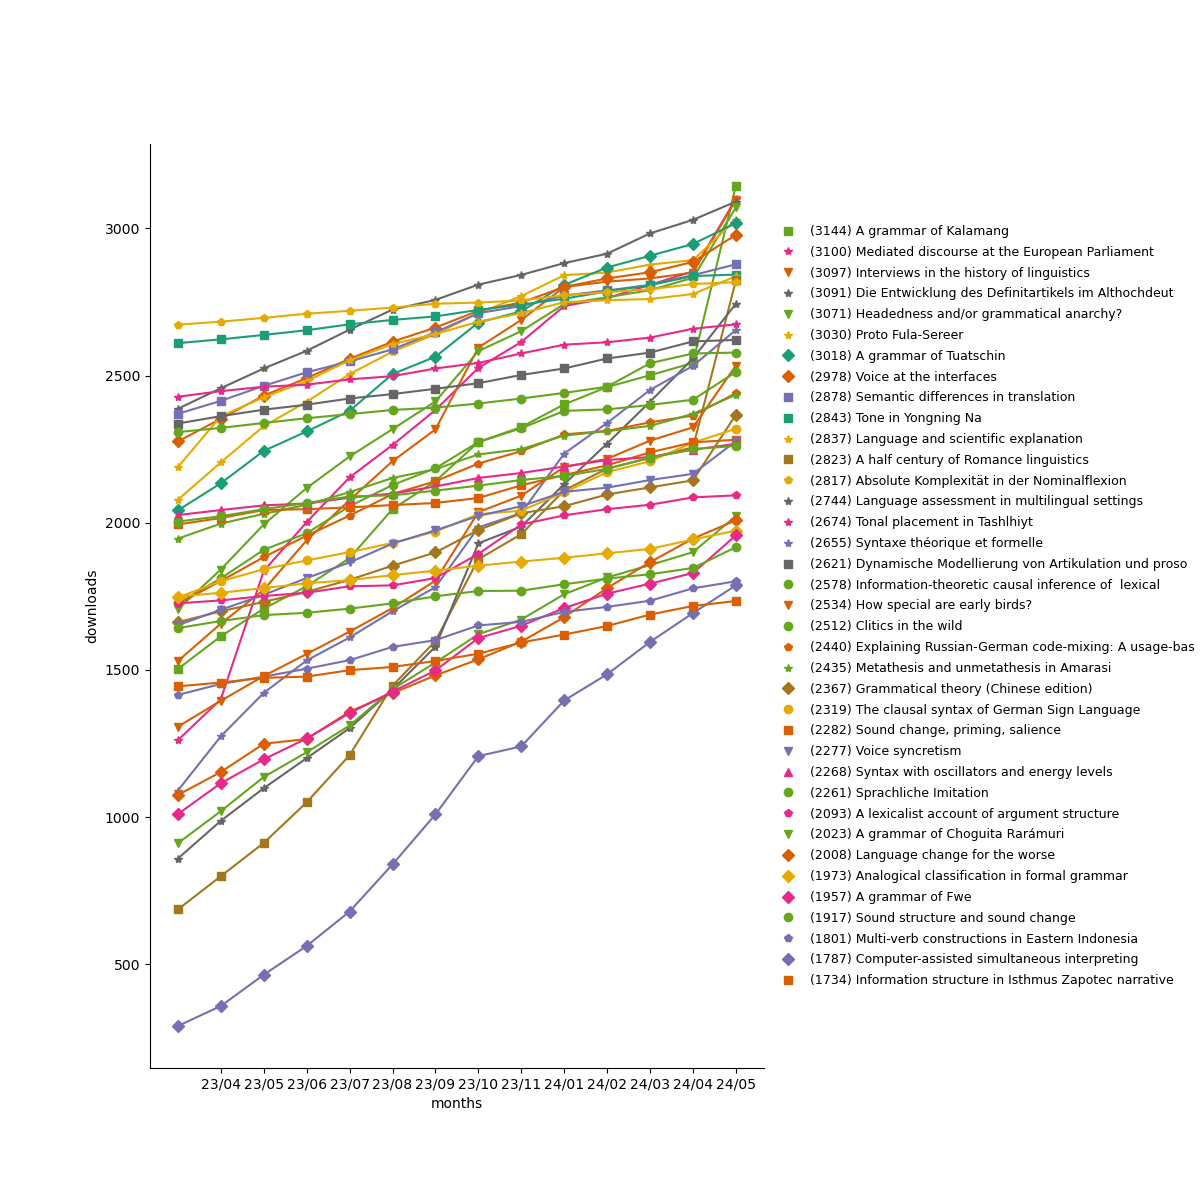 3000
2500
2000
1500
1000
500
downloads
23/04 23/05 23/06 23/07 23/08 23/09 23/10 23/11 24/01 24/02 24/03 24/04 24/05
months
(3144) A grammar of Kalamang
(3100) Mediated discourse at the European Parliament
(3097) Interviews in the history of linguistics
(3091) Die Entwicklung des Definitartikels im Althochdeut
(3071) Headedness and/or grammatical anarchy?
(3030) Proto Fula-Sereer
(3018) A grammar of Tuatschin
(2978) Voice at the interfaces
(2878) Semantic differences in translation
(2843) Tone in Yongning Na
(2837) Language and scientific explanation
(2823) A half century of Romance linguistics
(2817) Absolute Komplexität in der Nominalflexion
(2744) Language assessment in multilingual settings
(2674) Tonal placement in Tashlhiyt
(2655) Syntaxe théorique et formelle
(2621) Dynamische Modellierung von Artikulation und proso
(2578) Information-theoretic causal inference of  lexical
(2534) How special are early birds?
(2512) Clitics in the wild
(2440) Explaining Russian-German code-mixing: A usage-bas
(2435) Metathesis and unmetathesis in Amarasi
(2367) Grammatical theory (Chinese edition)
(2319) The clausal syntax of German Sign Language
(2282) Sound change, priming, salience
(2277) Voice syncretism
(2268) Syntax with oscillators and energy levels
(2261) Sprachliche Imitation
(2093) A lexicalist account of argument structure
(2023) A grammar of Choguita Rarámuri
(2008) Language change for the worse
(1973) Analogical classification in formal grammar
(1957) A grammar of Fwe
(1917) Sound structure and sound change
(1801) Multi-verb constructions in Eastern Indonesia
(1787) Computer-assisted simultaneous interpreting
(1734) Information structure in Isthmus Zapotec narrative